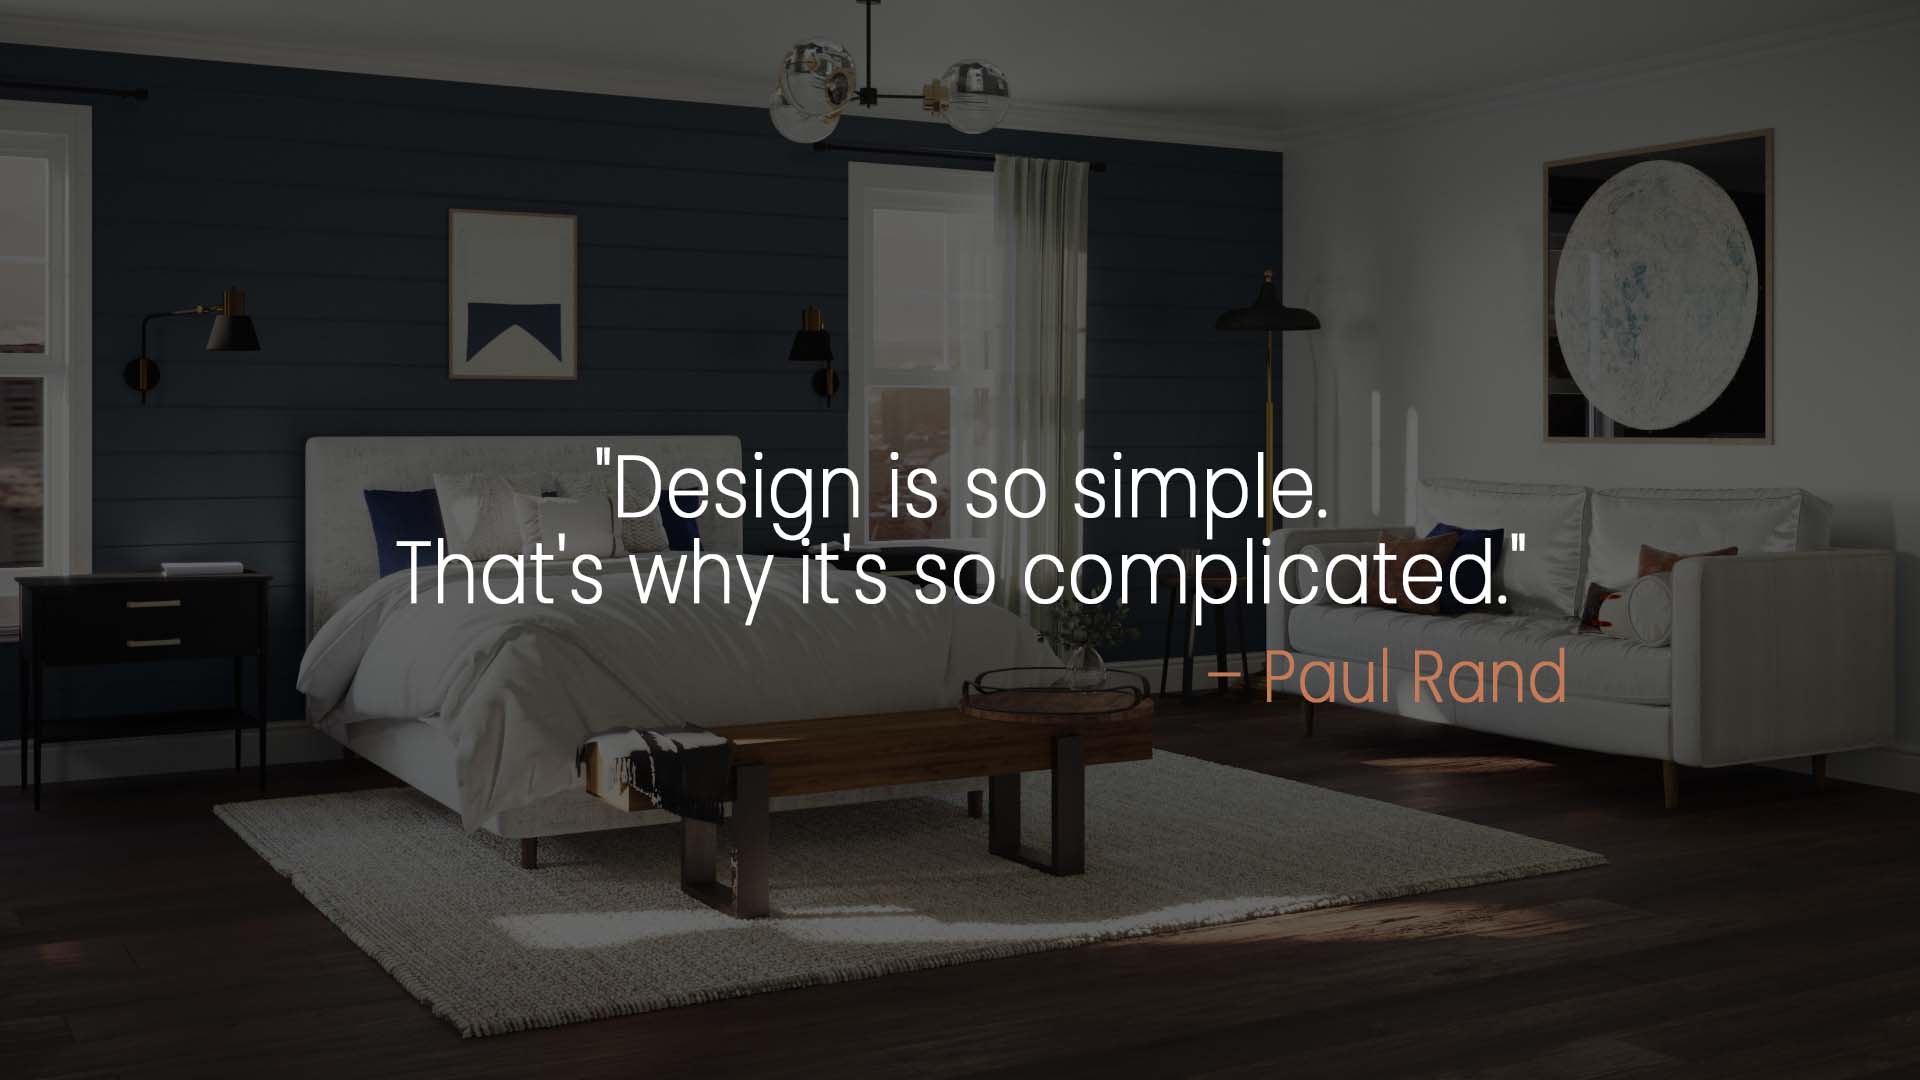 "Design is so simple.
That's why it's so complicated."
– Paul Rand